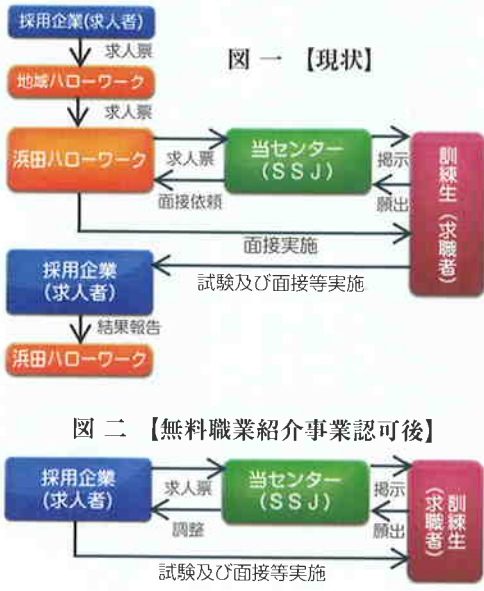 採用企業(求人者)
求人票
図一【現状】
地域ハローワーク
求人票
浜田ハローワーク
求人票
面接依頼
当センター
(SSJ)
掲示
願出
訓練生(求職者)
面接実施
採用企業
(求人者)
試験及び面接等実施
結果報告
浜田ハローワーク
図二【無料職業紹介事業認可後】
採用企業
(求人者)
求人票
調整
当センター
(SSJ)
掲示
願出
訓練生
(求職者)
試験及び面接等実施